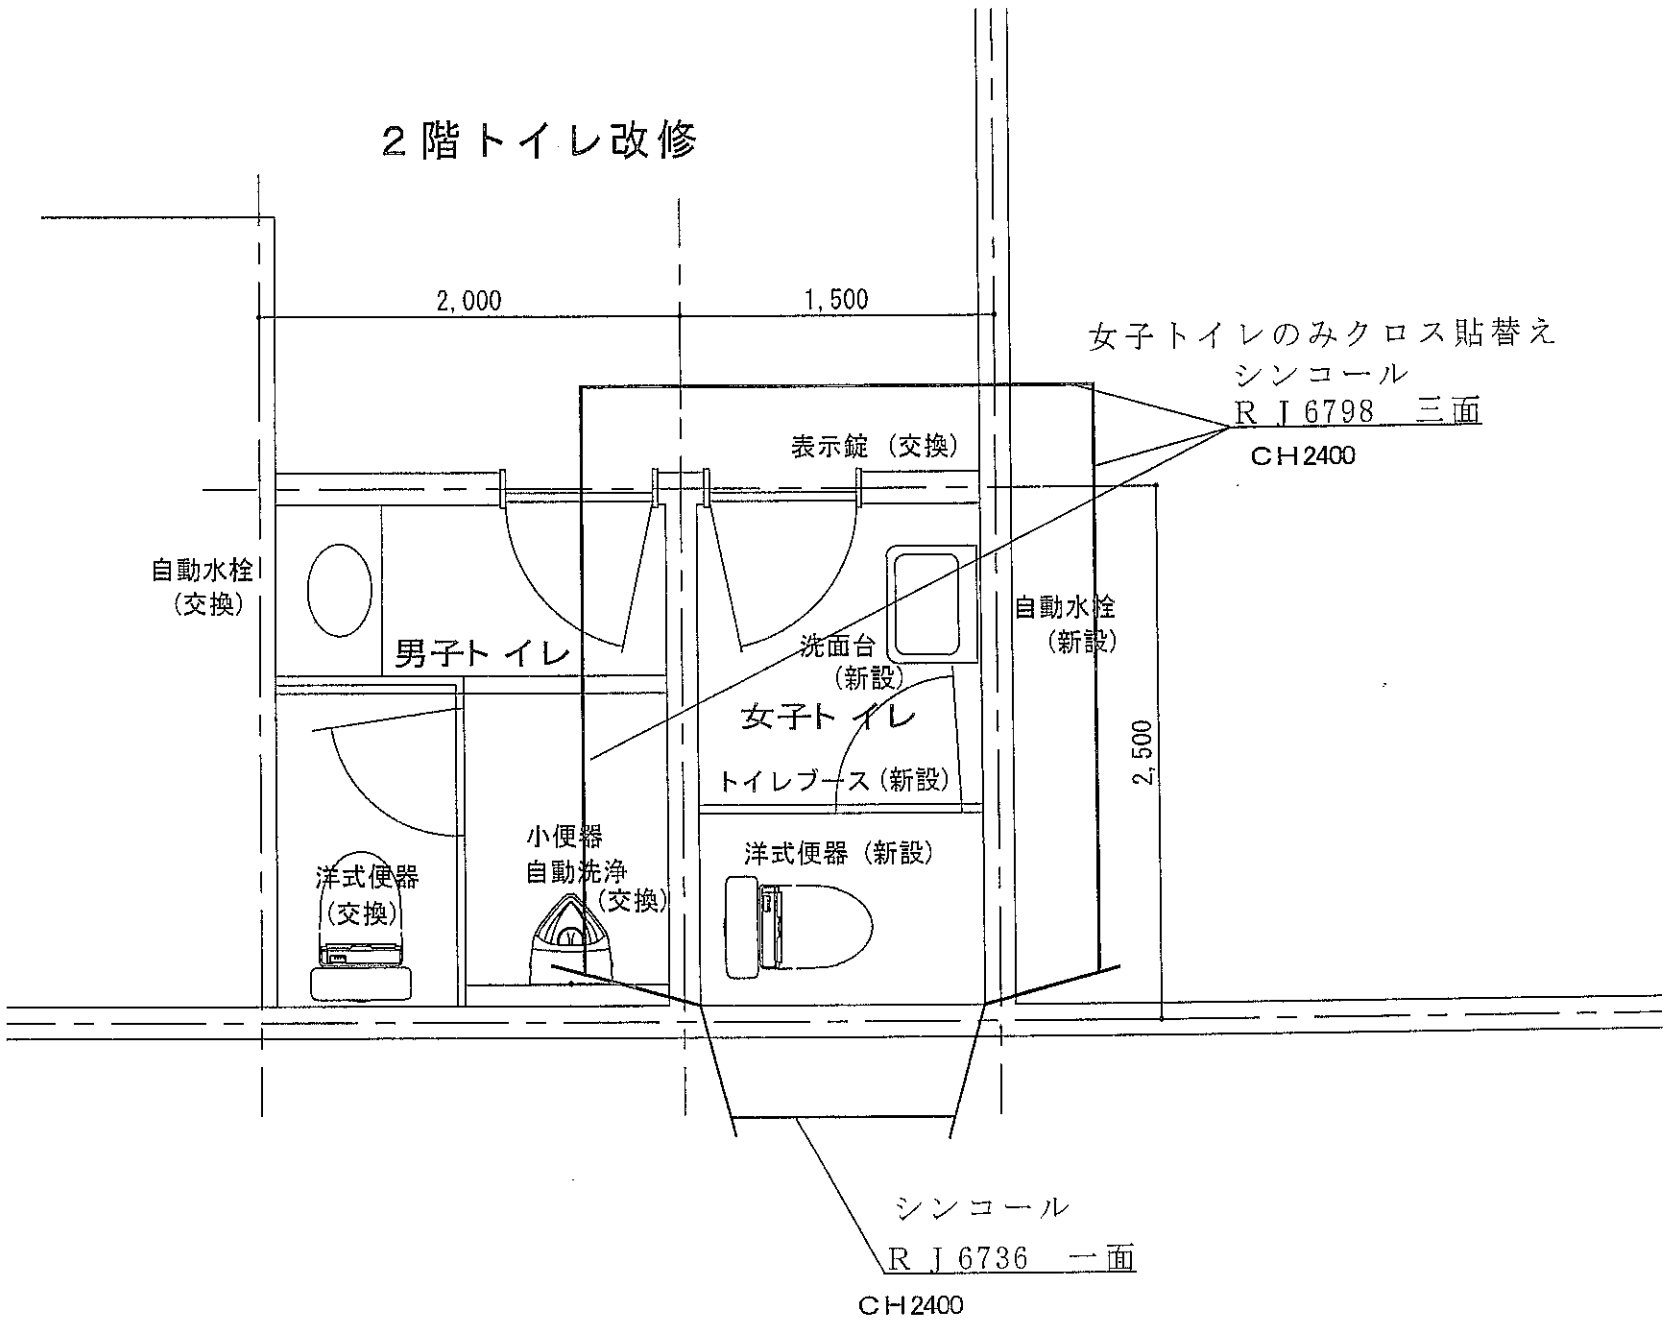 2階トイレ改修
2,000
1,500
女子トイレのみクロス貼替え
シンコール
RJ6798 三面
CH2400
表示錠（交換）
自動水栓
（交換）
男子トイレ
洗面台
（新設）
自動水栓
（新設）
女子トイレ
トイレブース（新設）
2,500
小便器
自動洗浄
（交換）
洋式便器
（交換）
洋式便器（新設）
シンコール
RJ6736 一面
CH2400